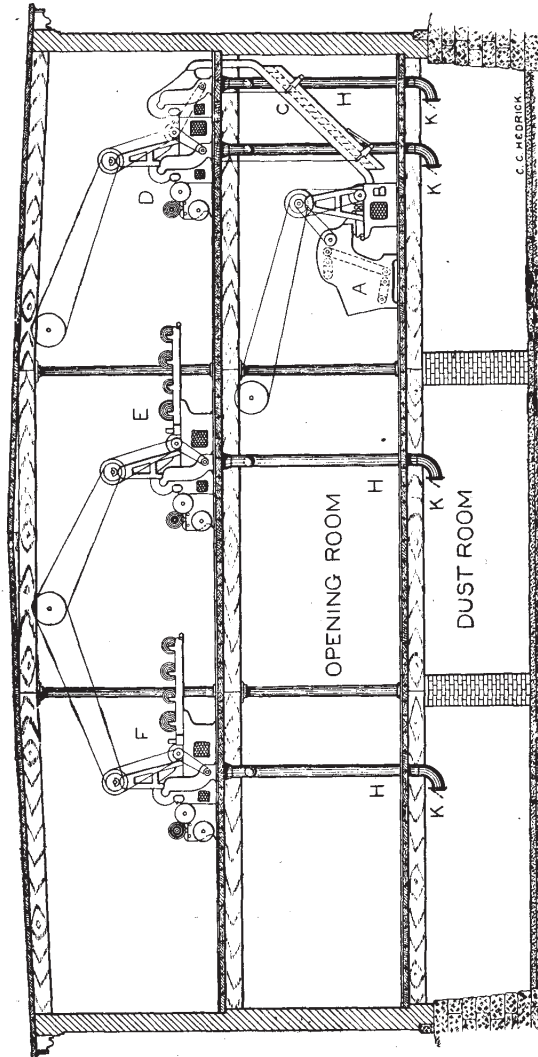 F E D
C
OPENING ROOM
H
A
B
H H
K K K K
DUST ROOM
C.C. HEDRICK.